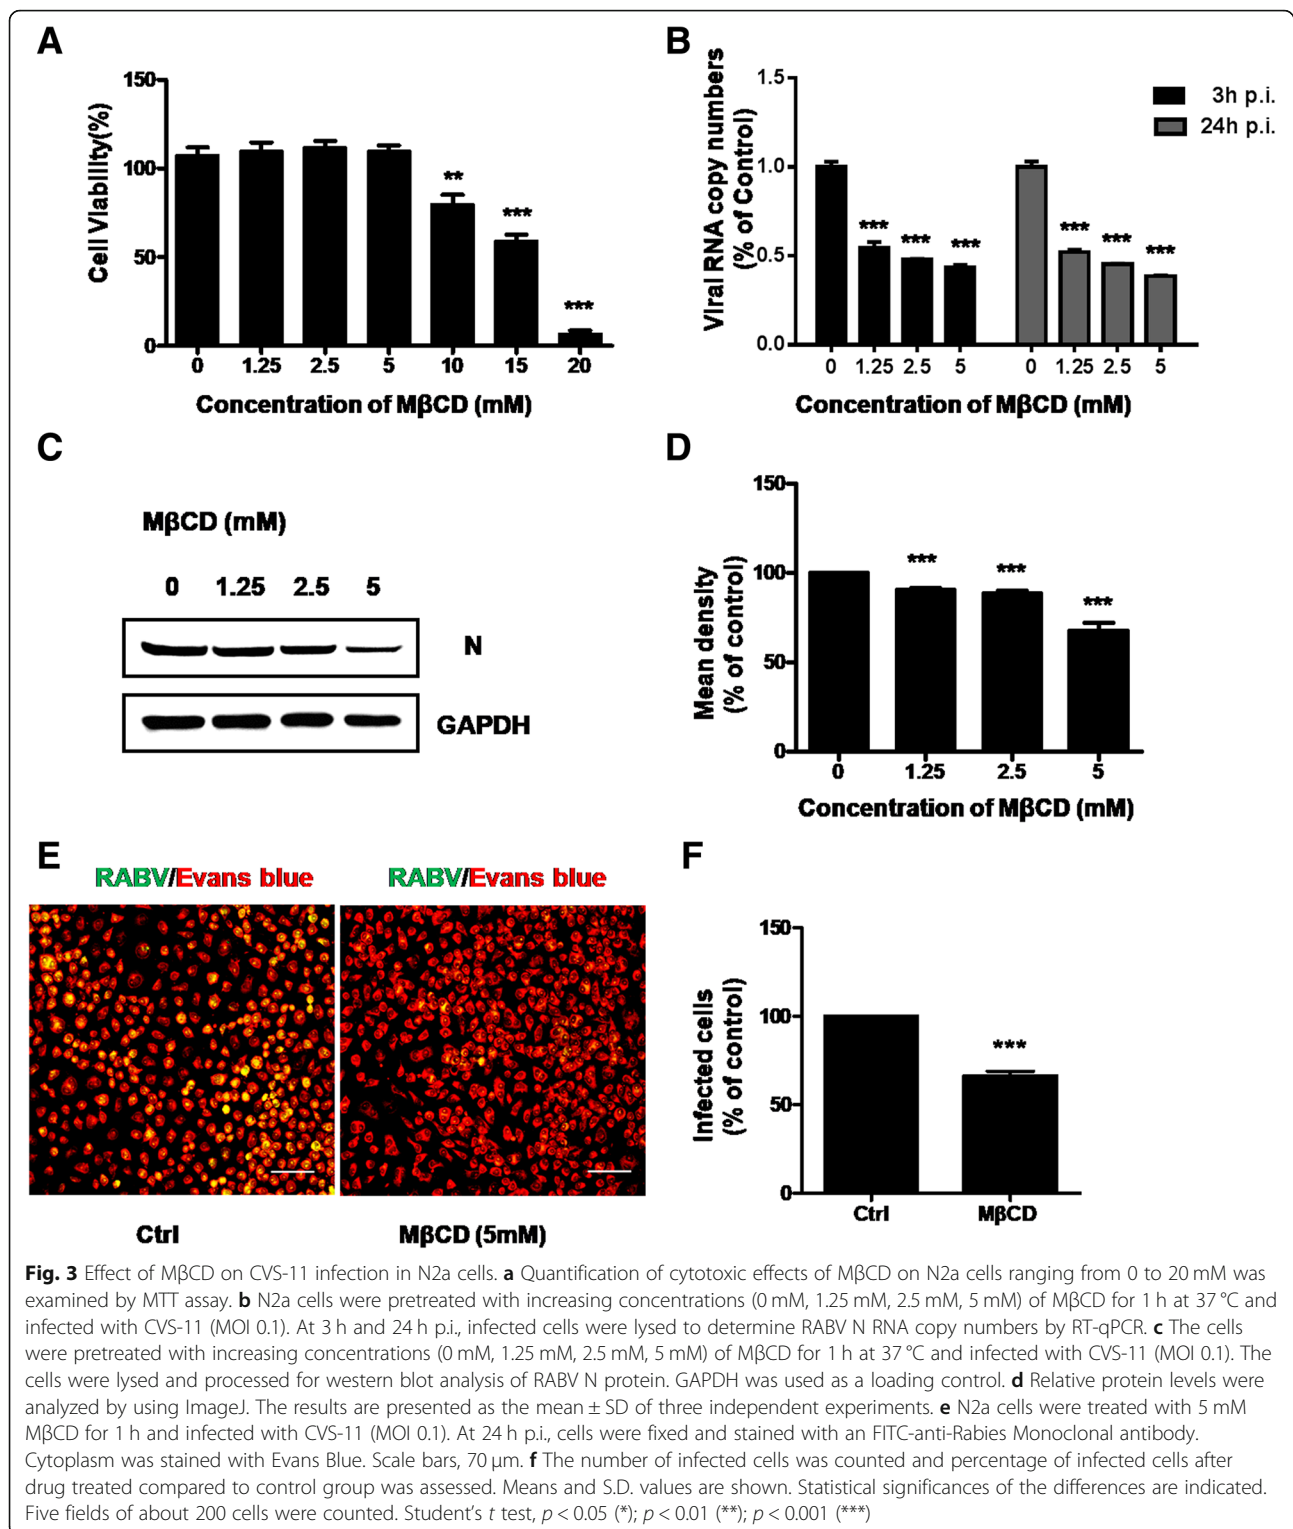 A
150
100
50
0
Cell Viability(%)
**
***
***
0 1.25 2.5 5 10 15 20
Concentration of MβCD (mM)
B
1.5
1.0
0.5
0.0
Viral RNA copy numbers
(% of Control)
3h p.i.
24h p.i.
*** *** *** *** *** ***
0 1.25 2.5 5 0 1.25 2.5 5
Concentration of MβCD (mM)
C
MβCD (mM)
0 1.25 2.5 5
N
GAPDH
D
150
100
50
0
Mean density
(% of control)
*** *** ***
0 1.25 2.5 5
Concentration of MβCD (mM)
E
RABV/Evans blue RABV/Evans blue
Ctrl MβCD (5mM)
F
150
100
50
0
Infected cells
(% of control)
***
Ctrl MβCD
Fig. 3 Effect of MβCD on CVS-11 infection in N2a cells. a Quantification of cytotoxic effects of MβCD on N2a cells ranging from 0 to 20 mM was
examined by MTT assay. b N2a cells were pretreated with increasing concentrations (0 mM, 1.25 mM, 2.5 mM, 5 mM) of MβCD for 1 h at 37 °C and
infected with CVS-11 (MOI 0.1). At 3 h and 24 h p.i., infected cells were lysed to determine RABV N RNA copy numbers by RT-qPCR. c The cells
were pretreated with increasing concentrations (0 mM, 1.25 mM, 2.5 mM, 5 mM) of MβCD for 1 h at 37 °C and infected with CVS-11 (MOI 0.1). The
cells were lysed and processed for western blot analysis of RABV N protein. GAPDH was used as a loading control. d Relative protein levels were
analyzed by using ImageJ. The results are presented as the mean ± SD of three independent experiments. e N2a cells were treated with 5 mM
MβCD for 1 h and infected with CVS-11 (MOI 0.1). At 24 h p.i., cells were fixed and stained with an FITC-anti-Rabies Monoclonal antibody.
Cytoplasm was stained with Evans Blue. Scale bars, 70 μm. f The number of infected cells was counted and percentage of infected cells after
drug treated compared to control group was assessed. Means and S.D. values are shown. Statistical significances of the differences are indicated.
Five fields of about 200 cells were counted. Student's t test, p < 0.05 (*); p < 0.01 (**); p < 0.001 (***)